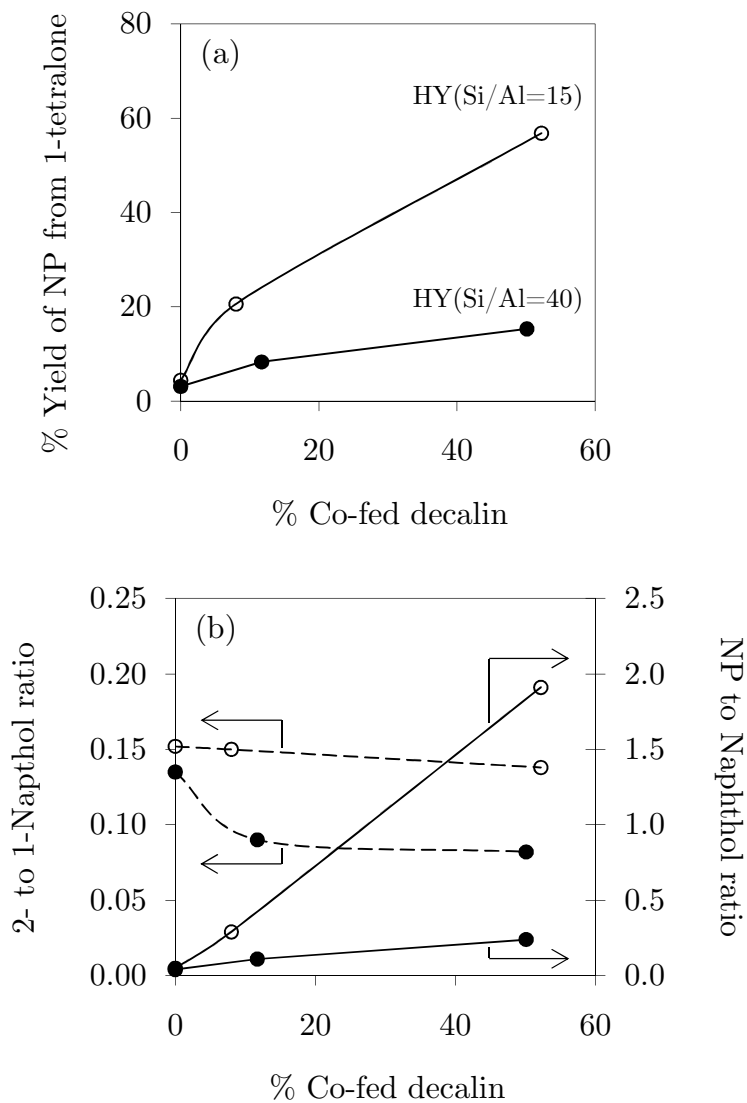 % Yield of NP from 1-tetralone
80
60
40
20
0
(a)
HY(Si/Al=15)
HY(Si/Al=40)
0 20 40 60
% Co-fed decalin
2- to 1-Napthol ratio
0.25
0.20
0.15
0.10
0.05
0.00
(b)
2.5
2.0
1.5
1.0
0.5
0.0
NP to Naphthol ratio
0 20 40 60
% Co-fed decalin